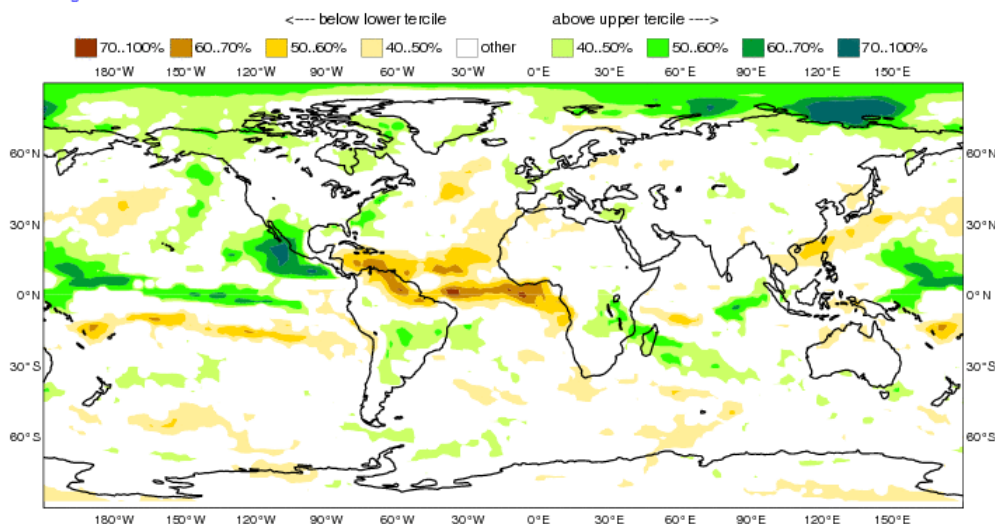 <---- below lower tercile above upper tercile ---->
70..100% 60..70% 50..60% 40..50% other 40..50% 50..60% 60..70% 70..100%
180°W 150°W 120°W 90°W 60°W 30°W 0°E 30°E 60°E 90°E 120°E 150°E
60°N 60°N
30°N 30°N
0°N 0°N
30°S 30°S
60°S 60°S
180°W 150°W 120°W 90°W 60°W 30°W 0°E 30°E 60°E 90°E 120°E 150°E